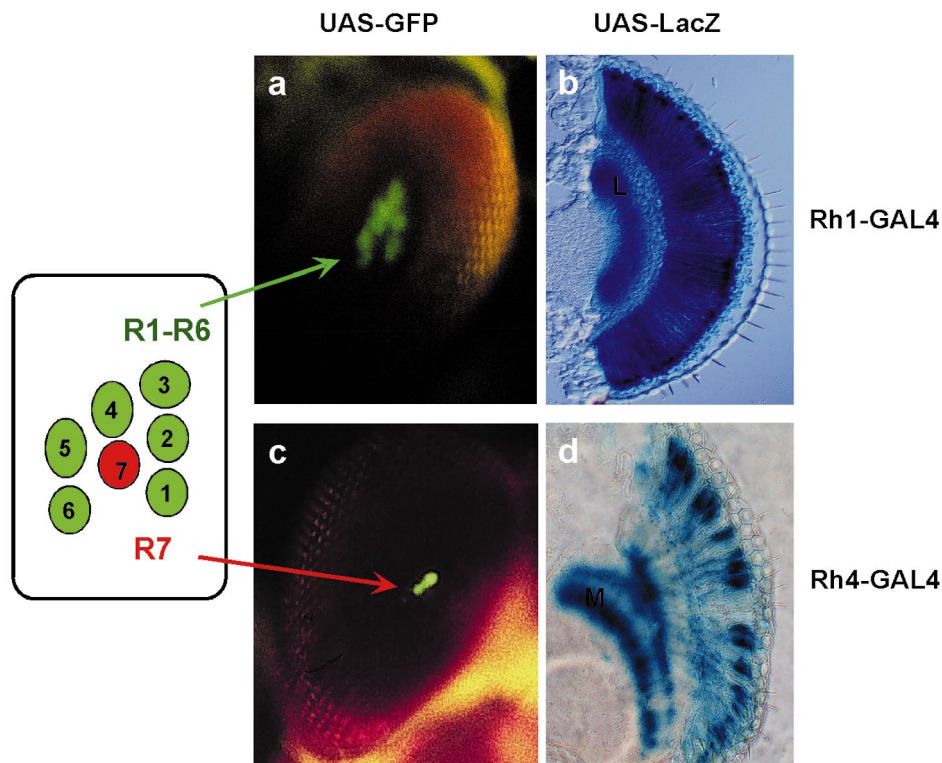 UAS-GFP UAS-LacZ
a b
L
Rh1-GAL4
R1-R6
3
4
2
5
7
1
6
R7
c d
M
Rh4-GAL4